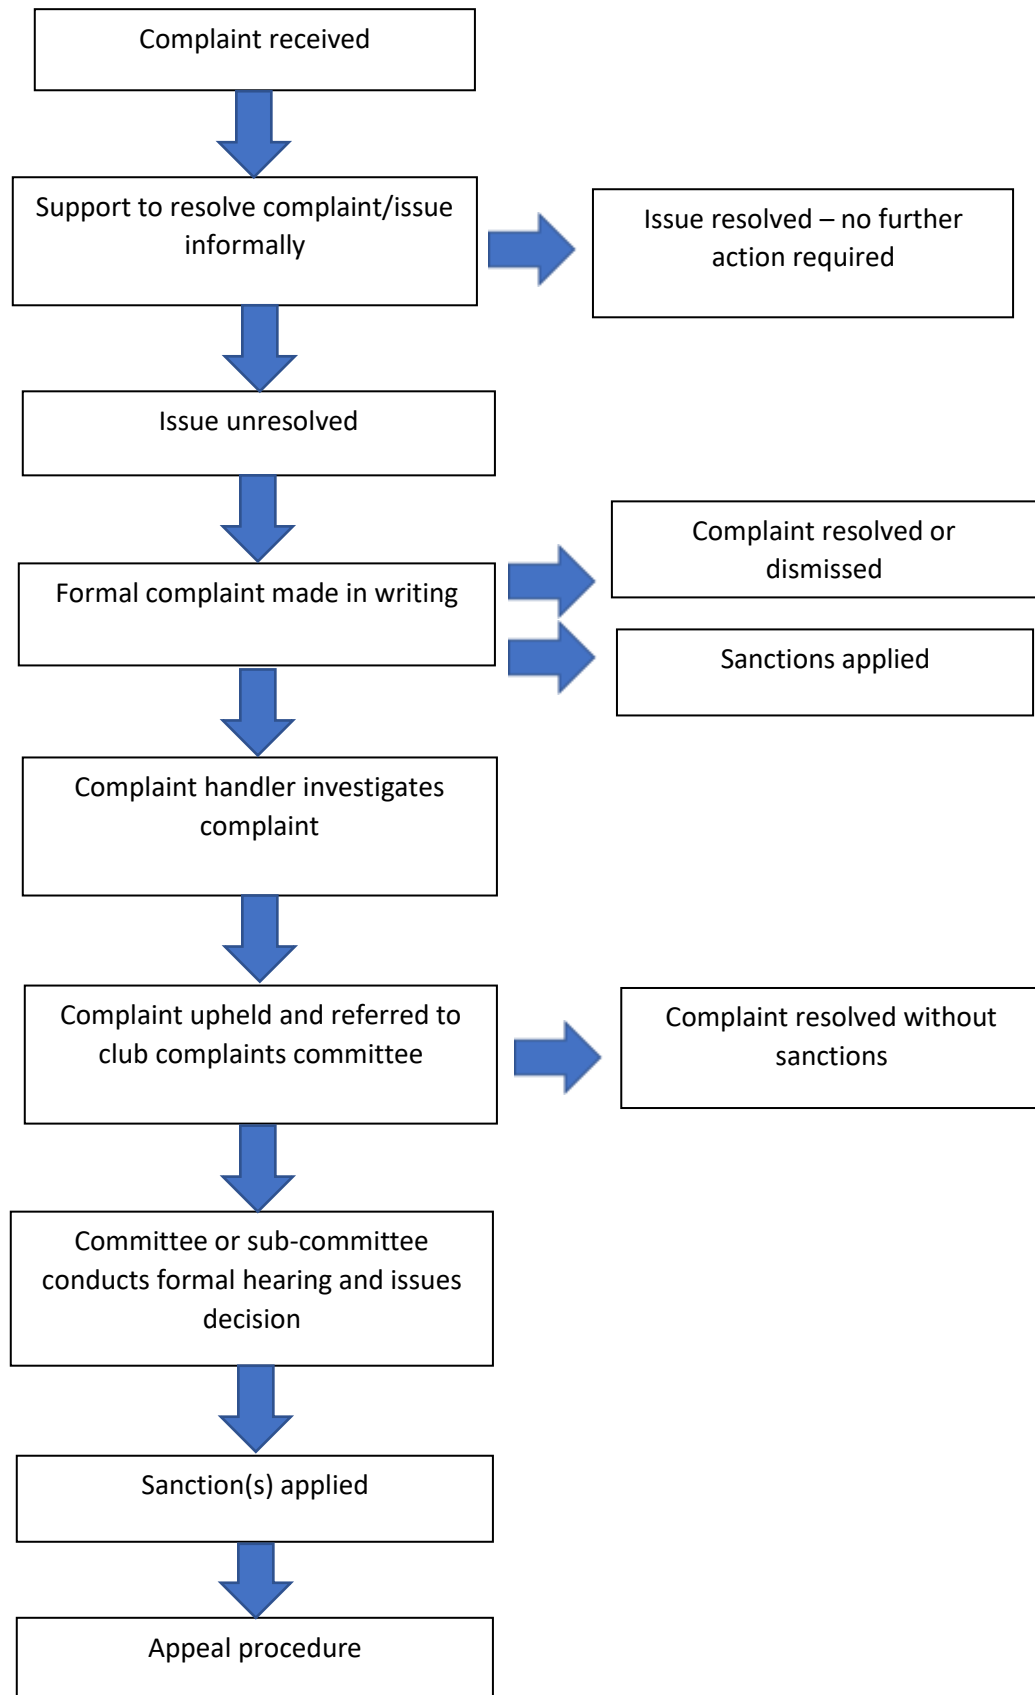 Complaint received
Support to resolve complaint/issue
informally
Issue resolved – no further
action required
Issue unresolved
Formal complaint made in writing
Complaint resolved or
dismissed
Sanctions applied
Complaint handler investigates
complaint
Complaint upheld and referred to
club complaints committee
Complaint resolved without
sanctions
Committee or sub-committee
conducts formal hearing and issues
decision
Sanction(s) applied
Appeal procedure